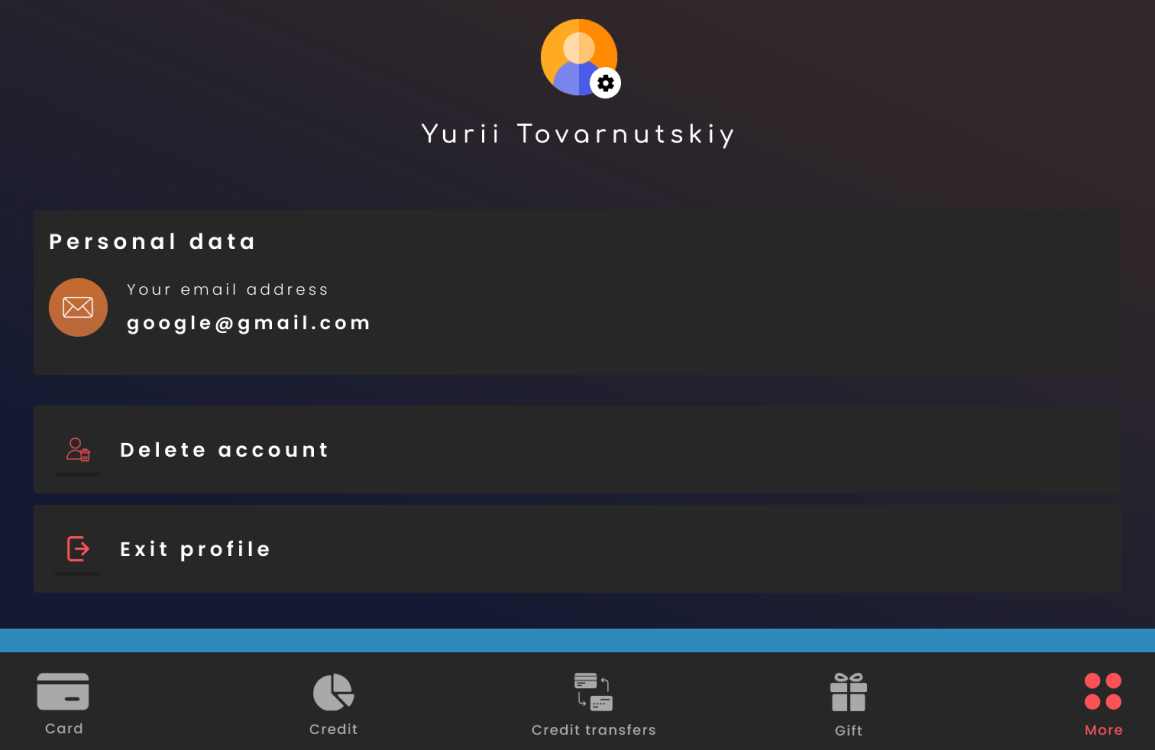 Yurii Tovarnutskiy
Personal data
Your email address
google@gmail.com
Delete account
Exit profile
Card
Credit
Credit transfers
Gift
More